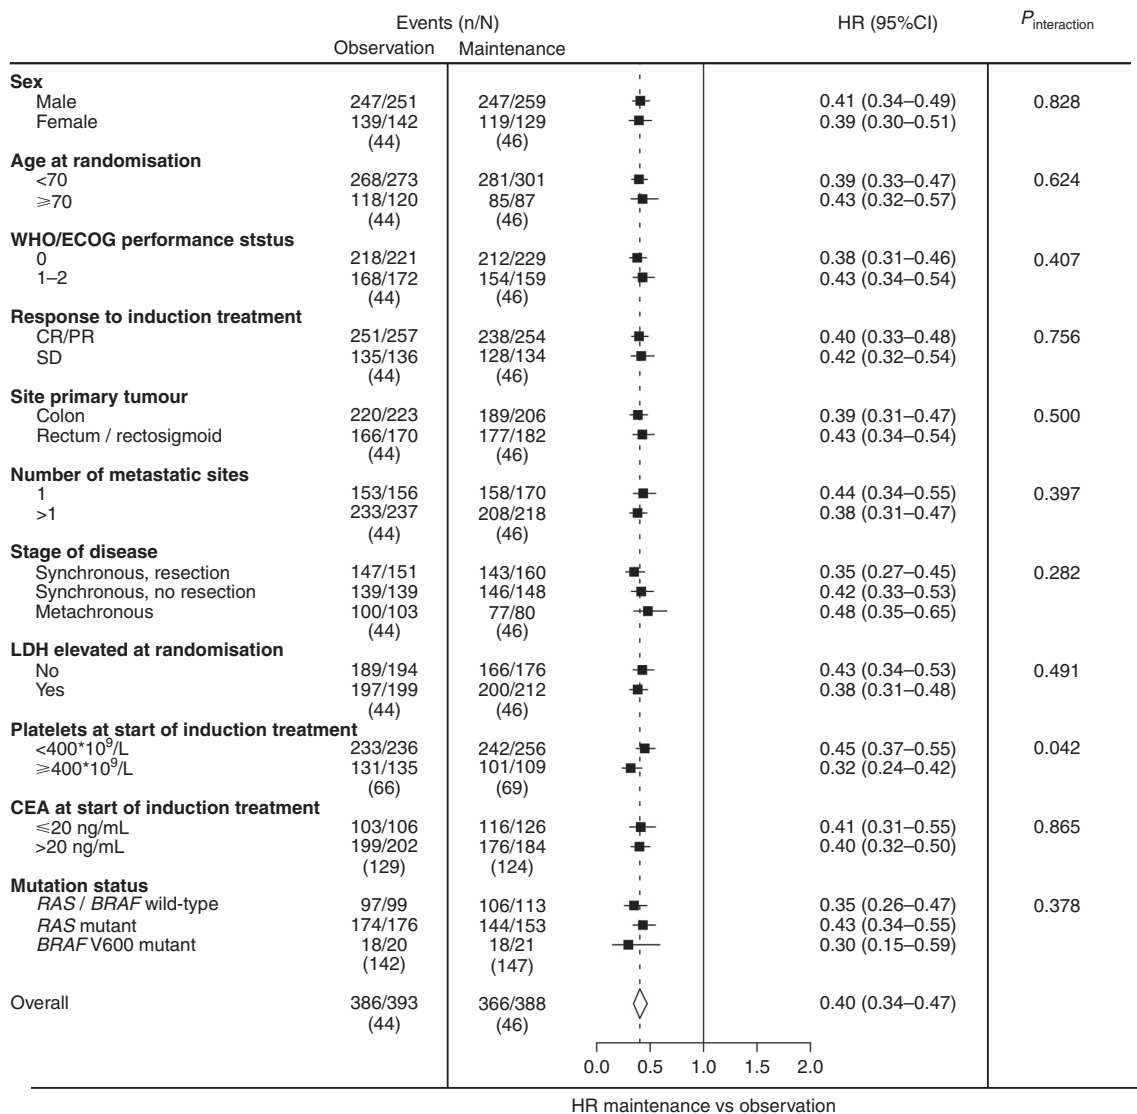 Events (n/N) HR (95%CI) Pinteraction
Observation Maintenance
Sex
Male 247/251 247/259 0.41 (0.34–0.49) 0.828
Female 139/142 119/129 0.39 (0.30–0.51)
(44) (46)
Age at randomisation
<70 268/273 281/301 0.39 (0.33–0.47) 0.624
⩾70 118/120 85/87 0.43 (0.32–0.57)
(44) (46)
WHO/ECOG performance ststus
0 218/221 212/229 0.38 (0.31–0.46) 0.407
1–2 168/172 154/159 0.43 (0.34–0.54)
(44) (46)
Response to induction treatment
CR/PR 251/257 238/254 0.40 (0.33–0.48) 0.756
SD 135/136 128/134 0.42 (0.32–0.54)
(44) (46)
Site primary tumour
Colon 220/223 189/206 0.39 (0.31–0.47) 0.500
Rectum / rectosigmoid 166/170 177/182 0.43 (0.34–0.54)
(44) (46)
Number of metastatic sites
1 153/156 158/170 0.44 (0.34–0.55) 0.397
>1 233/237 208/218 0.38 (0.31–0.47)
(44) (46)
Stage of disease
Synchronous, resection 147/151 143/160 0.35 (0.27–0.45) 0.282
Synchronous, no resection 139/139 146/148 0.42 (0.33–0.53)
Metachronous 100/103 77/80 0.48 (0.35–0.65)
(44) (46)
LDH elevated at randomisation
No 189/194 166/176 0.43 (0.34–0.53) 0.491
Yes 197/199 200/212 0.38 (0.31–0.48)
(44) (46)
Platelets at start of induction treatment
<400*10⁹/L 233/236 242/256 0.45 (0.37–0.55) 0.042
⩾400*10⁹/L 131/135 101/109 0.32 (0.24–0.42)
(66) (69)
CEA at start of induction treatment
⩽20 ng/mL 103/106 116/126 0.41 (0.31–0.55) 0.865
>20 ng/mL 199/202 176/184 0.40 (0.32–0.50)
(129) (124)
Mutation status
RAS / BRAF wild-type 97/99 106/113 0.35 (0.26–0.47) 0.378
RAS mutant 174/176 144/153 0.43 (0.34–0.55)
BRAF V600 mutant 18/20 18/21 0.30 (0.15–0.59)
(142) (147)
Overall 386/393 366/388 0.40 (0.34–0.47)
(44) (46)
0.0 0.5 1.0 1.5 2.0
HR maintenance vs observation